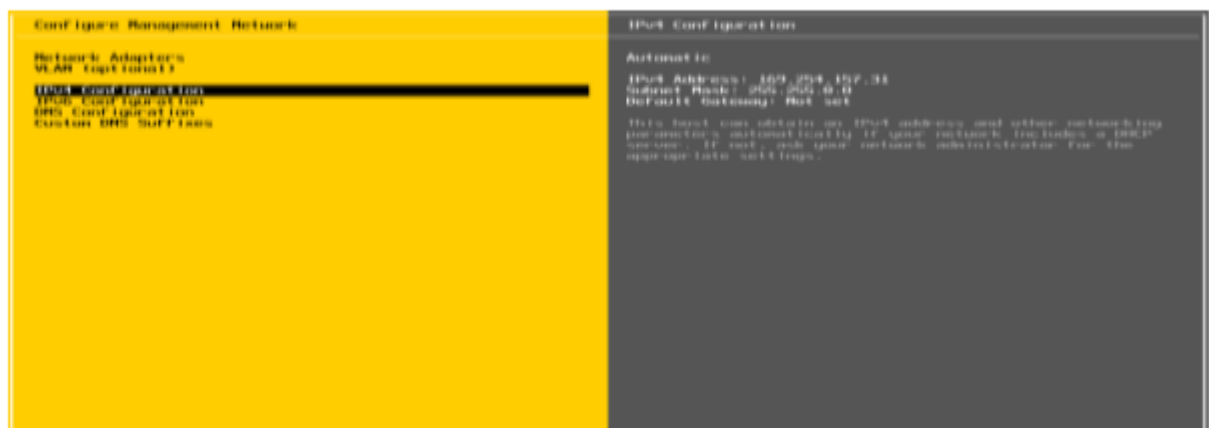 Configure Management Network
Network Adapters
VLAN (optional)
IPv4 Configuration
IPv6 Configuration
DNS Configuration
Custom DNS Suffixes
IPv4 Configuration
Automatic
IPv4 Address: 169.254.157.31
Subnet Mask: 255.255.0.0
Default Gateway: Not set
This host can obtain an IPv4 address and other networking
parameters automatically if your network includes a DHCP
server. If not, ask your network administrator for the
appropriate settings.